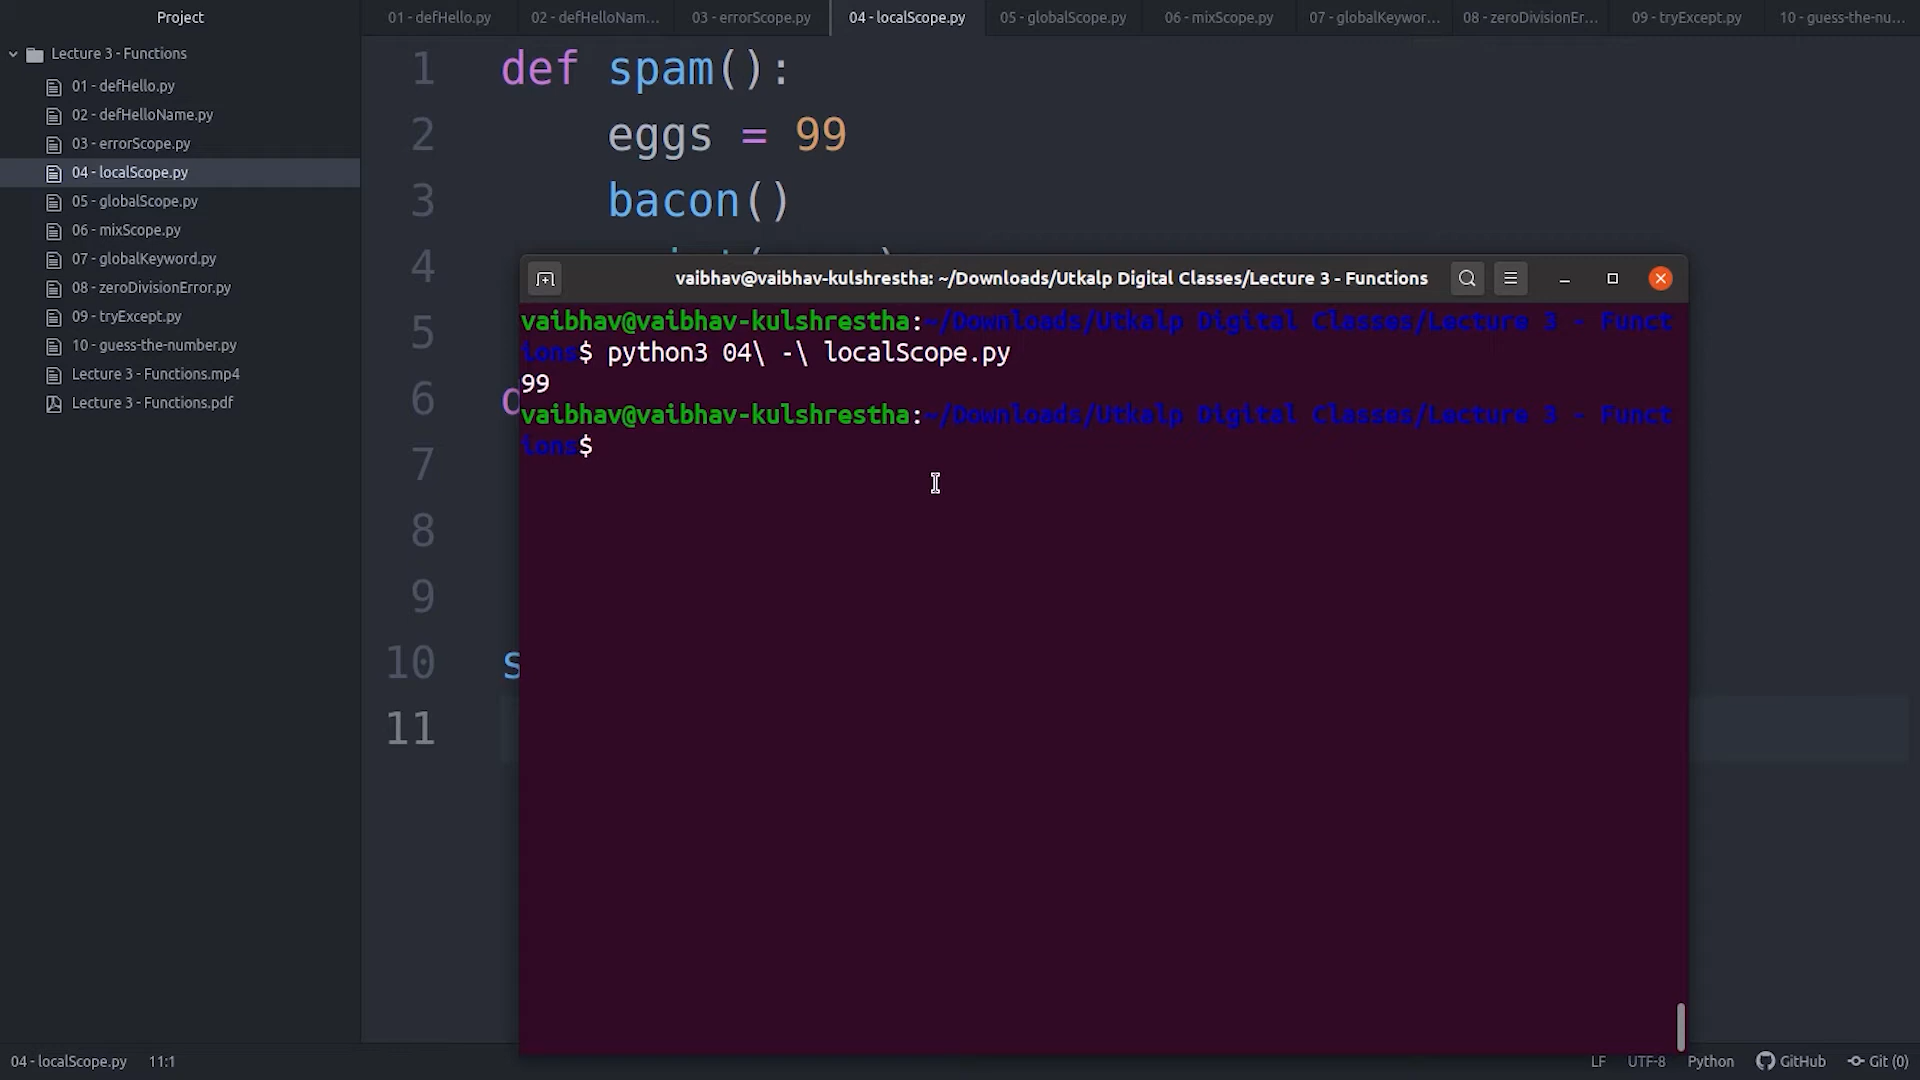 Project
01 - defHello.py
02 - defHelloNam...
03 - errorScope.py
04 - localScope.py
05 - globalScope.py
06 - mixScope.py
07 - globalKeywor...
08 - zeroDivisionEr...
09 - tryExcept.py
10 - guess-the-nu...
Lecture 3 - Functions
01 - defHello.py
02 - defHelloName.py
03 - errorScope.py
04 - localScope.py
05 - globalScope.py
06 - mixScope.py
07 - globalKeyword.py
08 - zeroDivisionError.py
09 - tryExcept.py
10 - guess-the-number.py
Lecture 3 - Functions.mp4
Lecture 3 - Functions.pdf
1 def spam():
2 eggs = 99
3 bacon()
4
5
6
7
8
9
10 s
11
vaibhav@vaibhav-kulshrestha: ~/Downloads/Utkalp Digital Classes/Lecture 3 - Functions
vaibhav@vaibhav-kulshrestha:~/Downloads/Utkalp Digital Classes/Lecture 3 - Funct
ions$ python3 04\ -\ localScope.py
99
vaibhav@vaibhav-kulshrestha:~/Downloads/Utkalp Digital Classes/Lecture 3 - Funct
ions$
04 - localScope.py 11:1
LF UTF-8 Python GitHub Git (0)